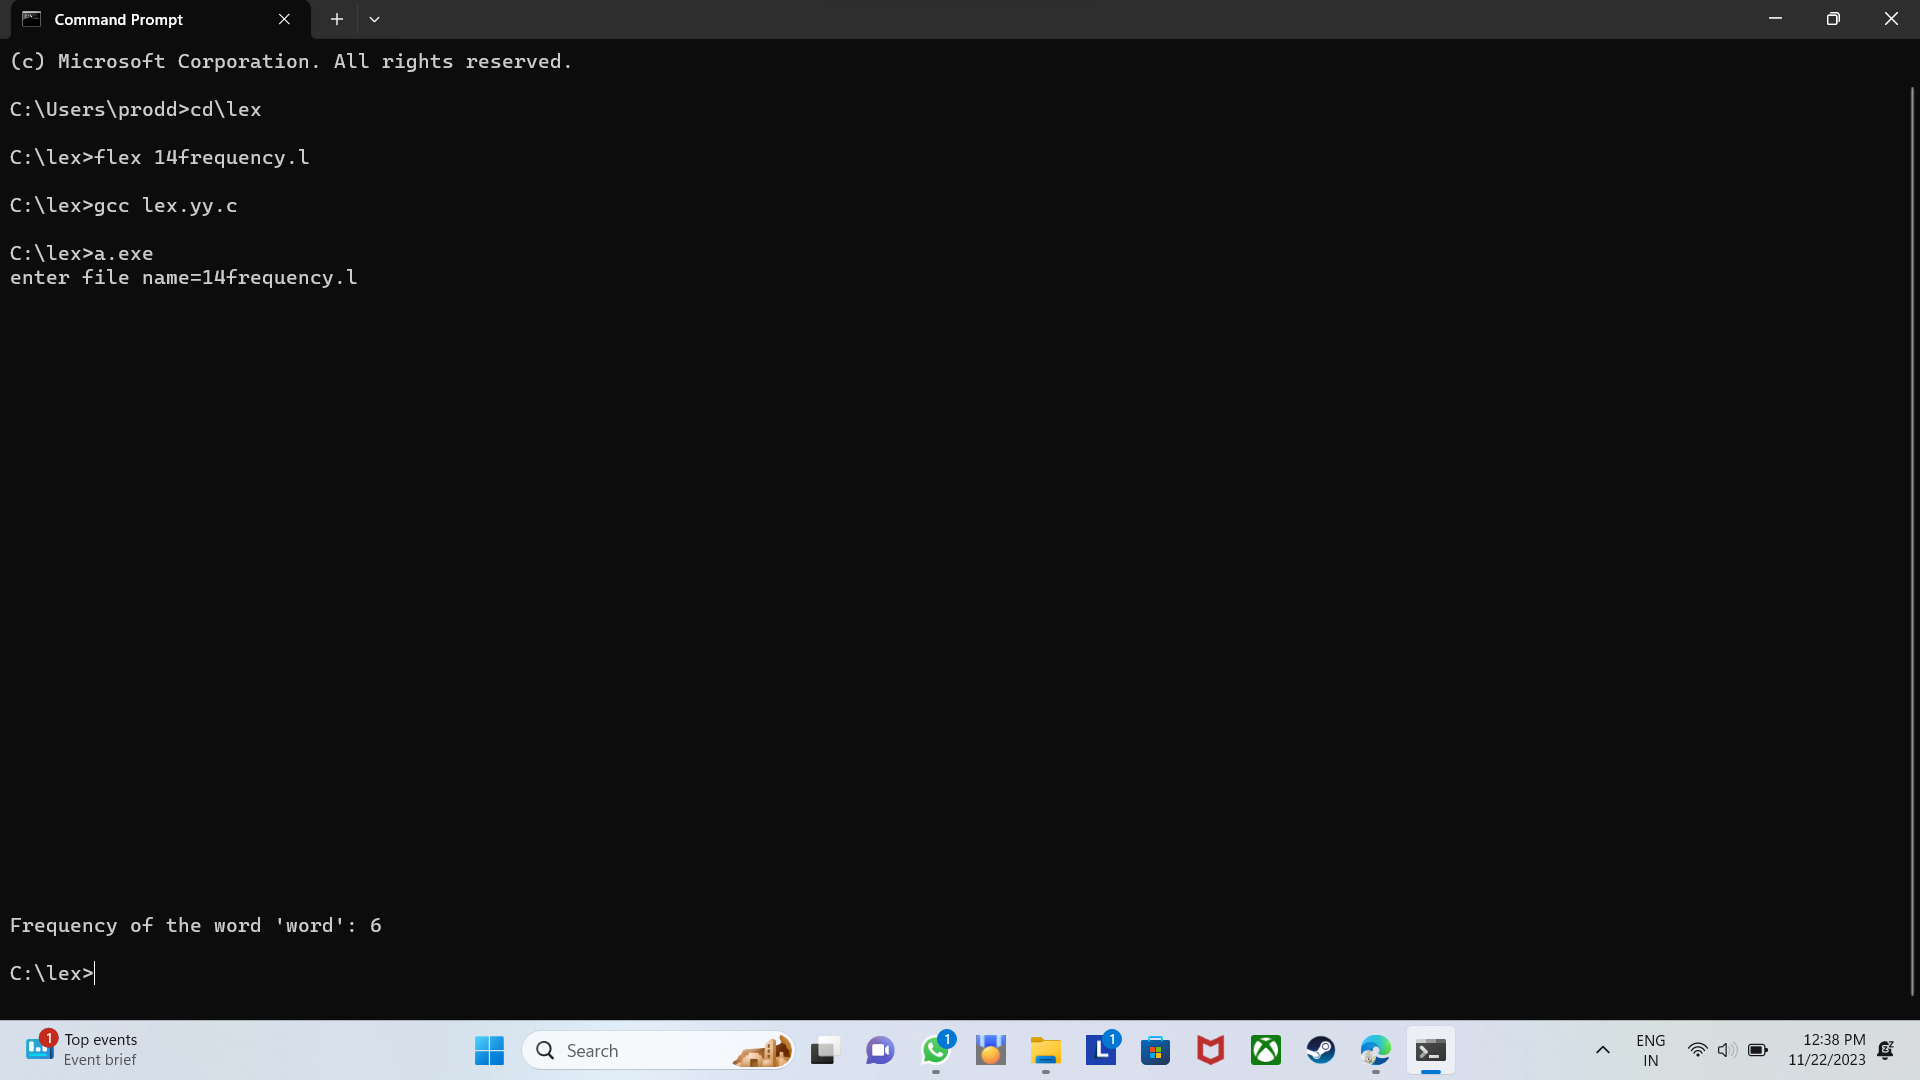 Command Prompt
(c) Microsoft Corporation. All rights reserved.
C:\Users\prodd>cd\lex
C:\lex>flex 14frequency.l
C:\lex>gcc lex.yy.c
C:\lex>a.exe
enter file name=14frequency.l
Frequency of the word 'word': 6
C:\lex>
1
Top events
Event brief
Search
1
L
1
ENG
IN
12:38 PM
11/22/2023